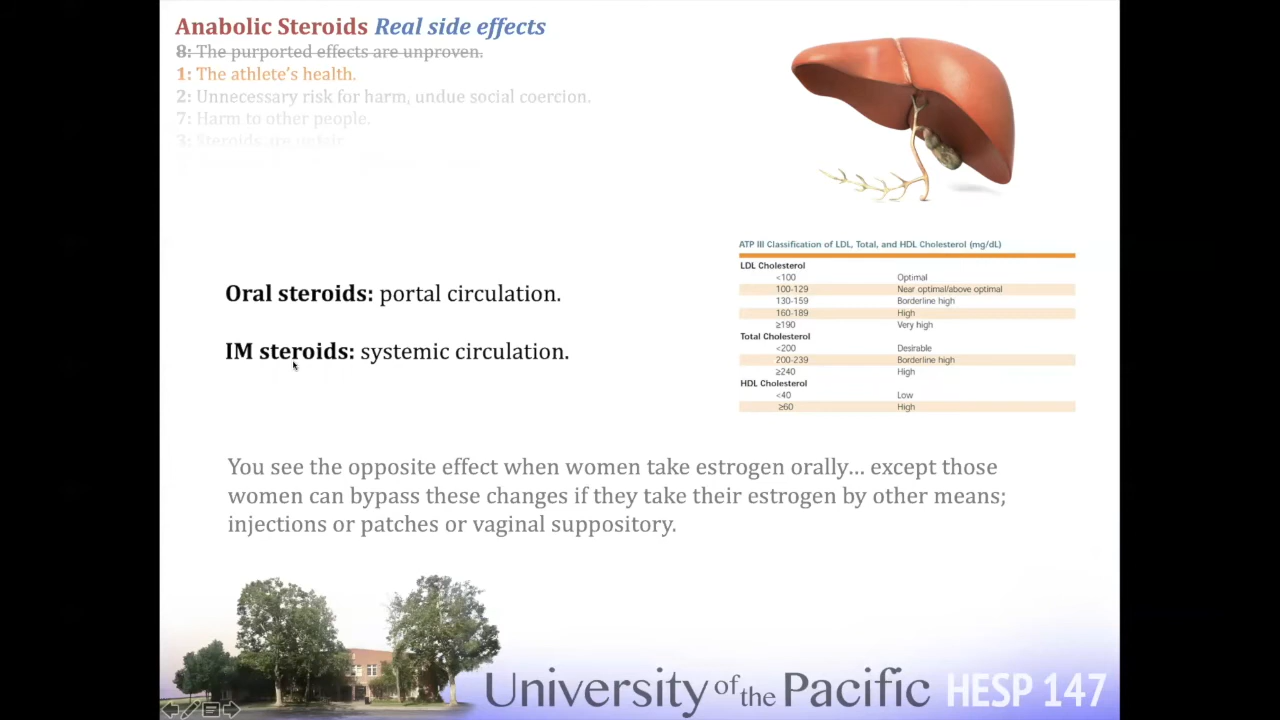 Anabolic Steroids Real side effects
8: The purported effects are unproven.
1: The athlete's health.
2: Unnecessary risk for harm, undue social coercion.
7: Harm to other people.
3: Steroids are unfair
ATP III Classification of LDL, Total, and HDL Cholesterol (mg/dL)
LDL Cholesterol
<100 Optimal
100-129 Near optimal/above optimal
130-159 Borderline high
160-189 High
≥190 Very high
Total Cholesterol
<200 Desirable
200-239 Borderline high
≥240 High
HDL Cholesterol
<40 Low
≥60 High
Oral steroids: portal circulation.
IM steroids: systemic circulation.
You see the opposite effect when women take estrogen orally... except those
women can bypass these changes if they take their estrogen by other means;
injections or patches or vaginal suppository.
University of the Pacific HESP 147